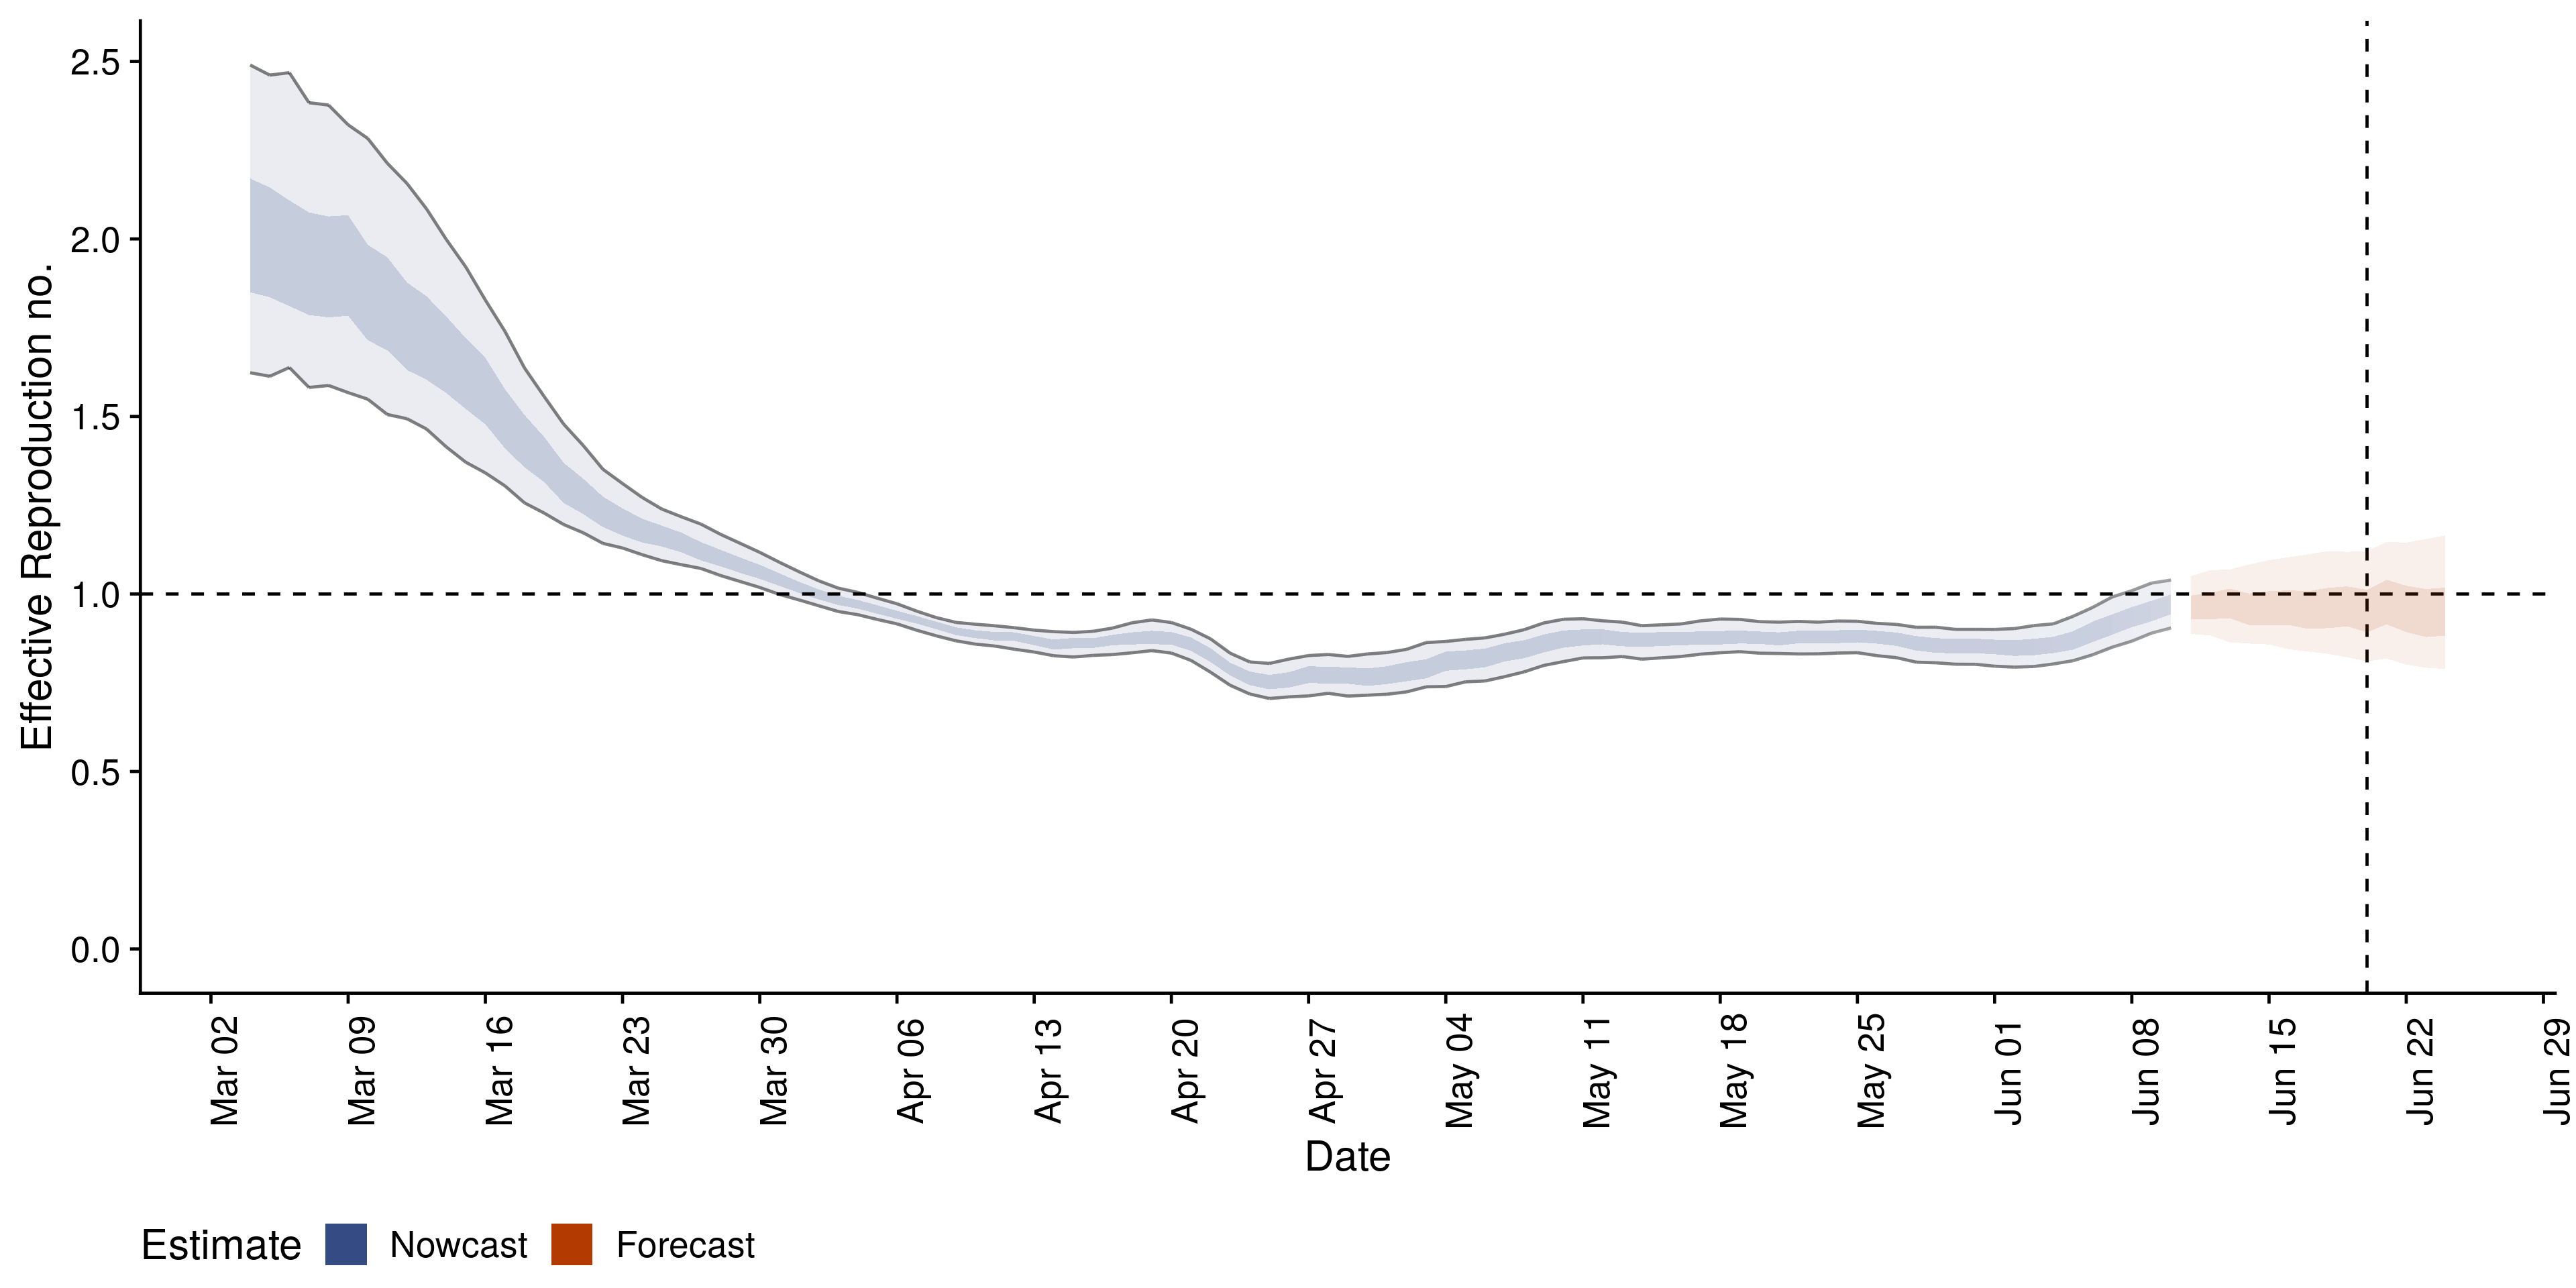 Effective Reproduction no.
2.5
2.0
1.5
1.0
0.5
0.0
Mar 02
Mar 09
Mar 16
Mar 23
Mar 30
Apr 06
Apr 13
Apr 20
Apr 27
May 04
May 11
May 18
May 25
Jun 01
Jun 08
Jun 15
Jun 22
Jun 29
Date
Estimate Nowcast Forecast